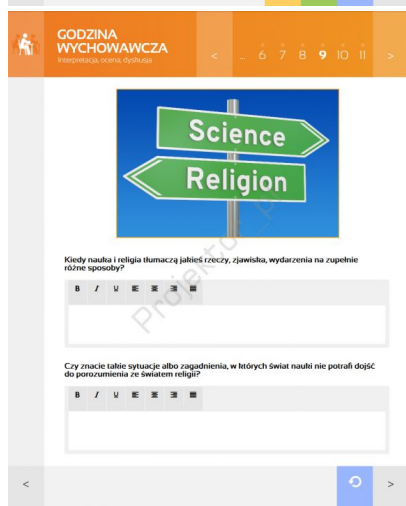 GODZINA
WYCHOWAWCZA
Interpretacja, ocena, dyskusja
< ... 6 7 8 9 10 11 >
Science
Religion
Kiedy nauka i religia tłumaczą jakieś rzeczy, zjawiska, wydarzenia na zupełnie
różne sposoby?
B I U
Czy znacie takie sytuacje albo zagadnienia, w których świat nauki nie potrafi dojść
do porozumienia ze światem religii?
B I U
< >